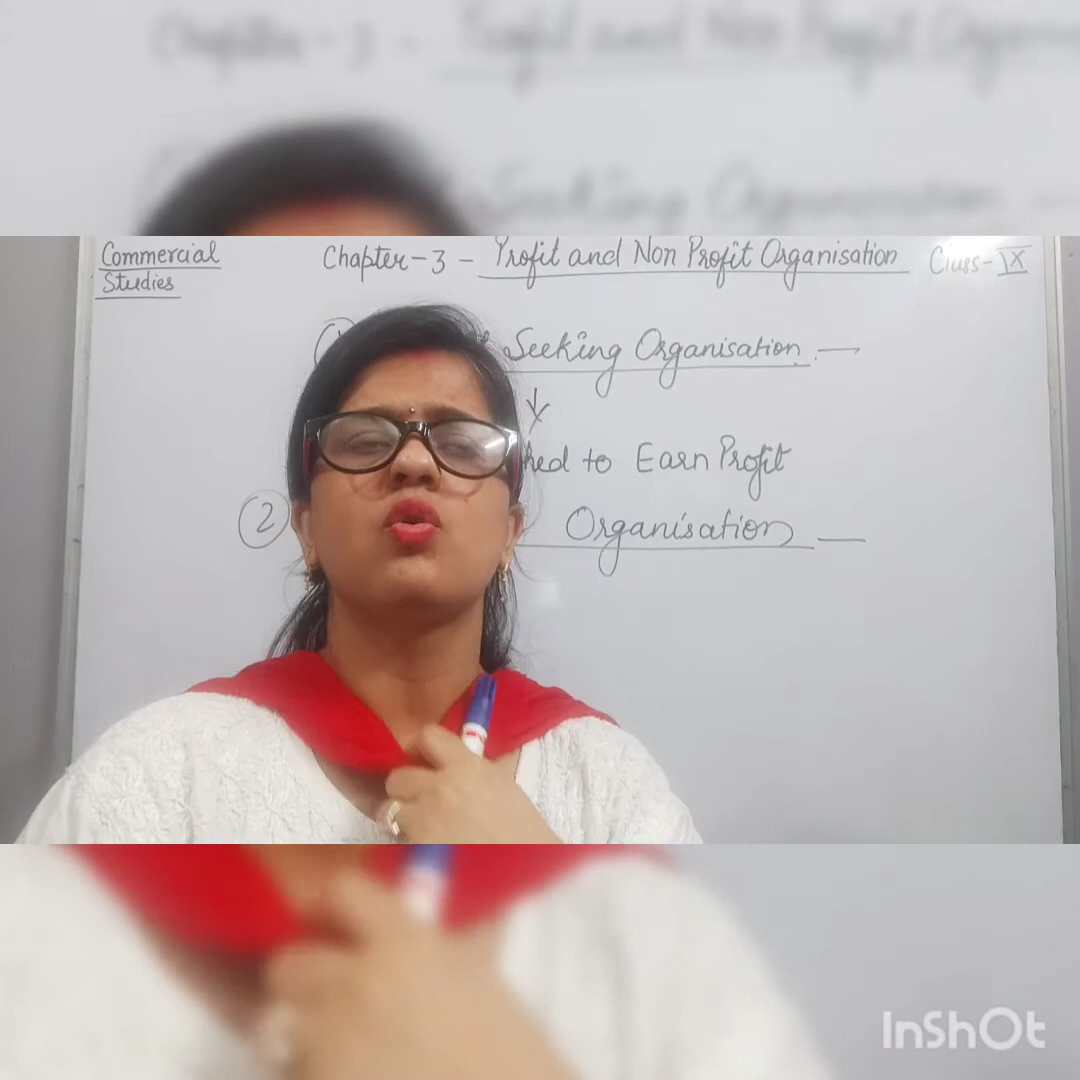 Commercial Studies
Chapter-3 - Profit and Non Profit Organisation
Class-IX
Seeking Organisation —
to Earn Profit
2
Organisation —
InShOt